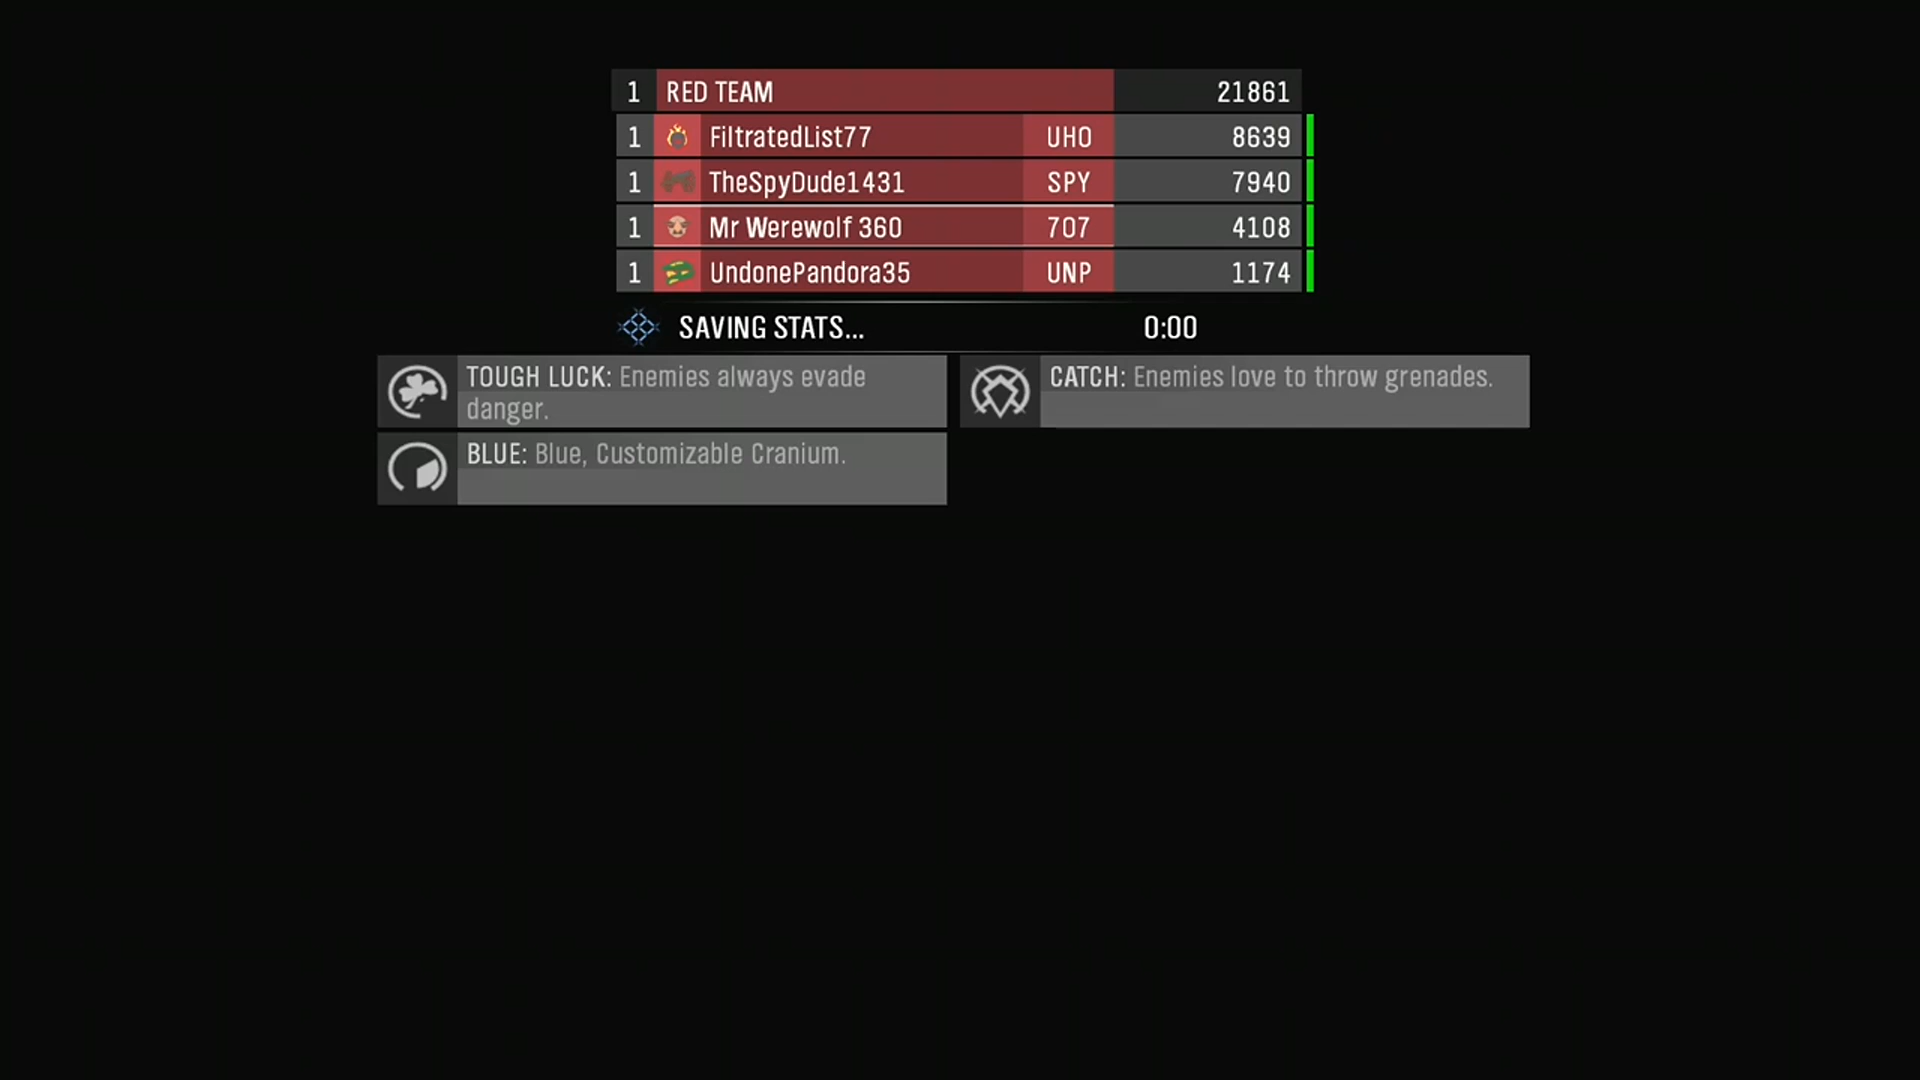 1 RED TEAM 21861
1 FiltratedList77 UHO 8639
1 TheSpyDude1431 SPY 7940
1 Mr Werewolf 360 707 4108
1 UndonePandora35 UNP 1174
SAVING STATS... 0:00
TOUGH LUCK: Enemies always evade
danger.
CATCH: Enemies love to throw grenades.
BLUE: Blue, Customizable Cranium.